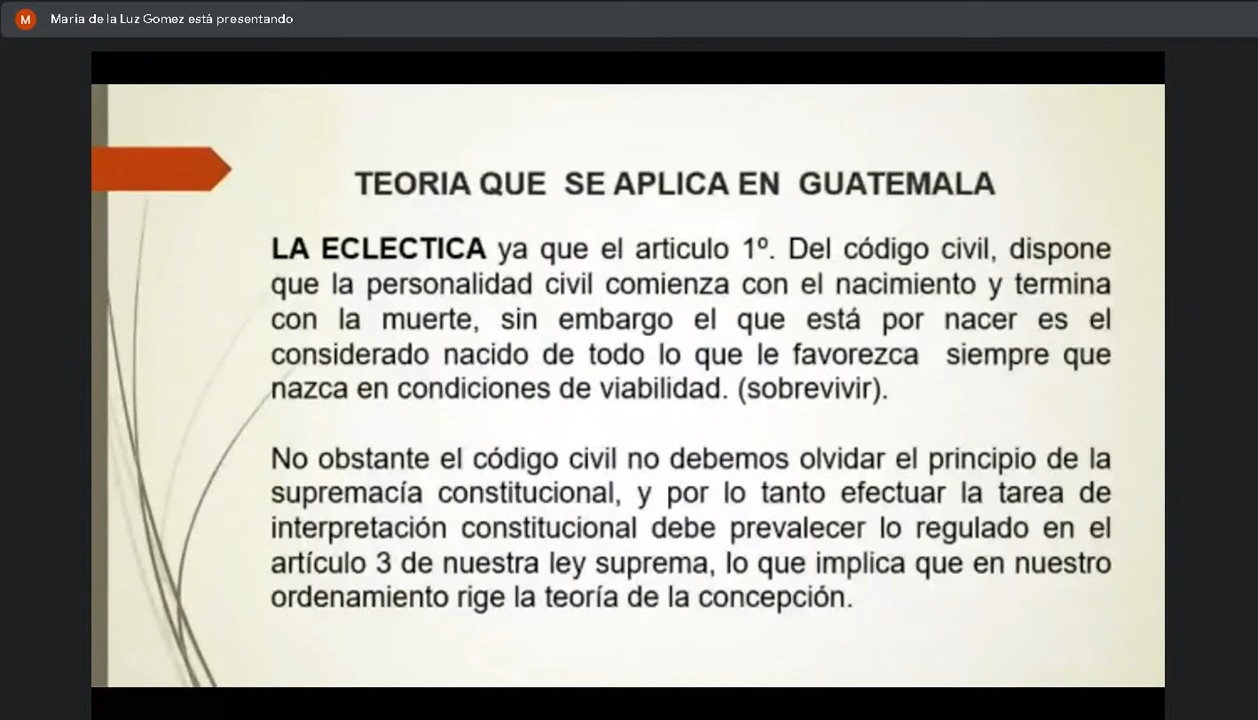 M María de la Luz Gomez está presentando
TEORIA QUE SE APLICA EN GUATEMALA
LA ECLECTICA ya que el articulo 1º. Del código civil, dispone
que la personalidad civil comienza con el nacimiento y termina
con la muerte, sin embargo el que está por nacer es el
considerado nacido de todo lo que le favorezca siempre que
nazca en condiciones de viabilidad. (sobrevivir).
No obstante el código civil no debemos olvidar el principio de la
supremacía constitucional, y por lo tanto efectuar la tarea de
interpretación constitucional debe prevalecer lo regulado en el
artículo 3 de nuestra ley suprema, lo que implica que en nuestro
ordenamiento rige la teoría de la concepción.